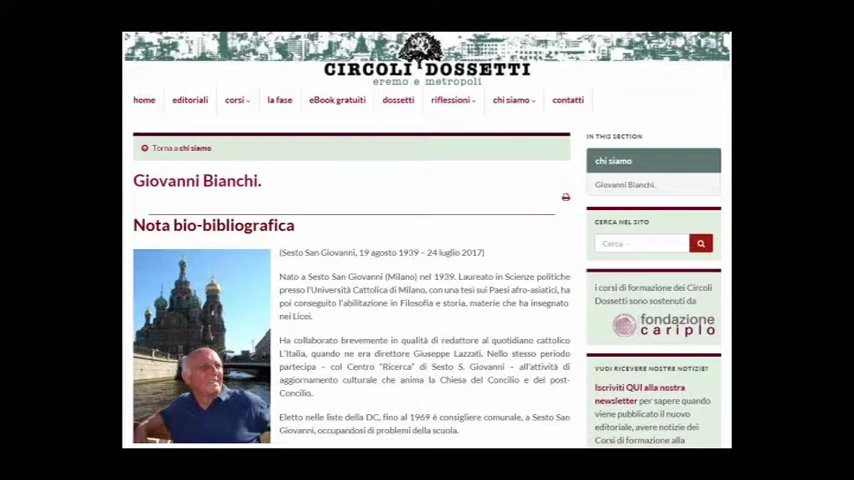 CIRCOLI DOSSETTI
eremo e metropoli
home editoriali corsi la fase eBook gratuiti dossetti riflessioni chi siamo contatti
Torna a chi siamo
Giovanni Bianchi.
Nota bio-bibliografica
(Sesto San Giovanni, 19 agosto 1939 – 24 luglio 2017)
Nato a Sesto San Giovanni (Milano) nel 1939. Laureato in Scienze politiche
presso l'Università Cattolica di Milano, con una tesi sui Paesi afro-asiatici, ha
poi conseguito l'abilitazione in Filosofia e storia, materie che ha insegnato
nei Licei.
Ha collaborato brevemente in qualità di redattore al quotidiano cattolico
L'Italia, quando ne era direttore Giuseppe Lazzati. Nello stesso periodo
partecipa – col Centro "Ricerca" di Sesto S. Giovanni – all'attività di
aggiornamento culturale che anima la Chiesa del Concilio e del post-
Concilio.
Eletto nelle liste della DC, fino al 1969 è consigliere comunale, a Sesto San
Giovanni, occupandosi di problemi della scuola.
IN THIS SECTION
chi siamo
Giovanni Bianchi.
CERCA NEL SITO
Cerca ...
i corsi di formazione dei Circoli
Dossetti sono sostenuti da
fondazione
cariplo
VUOI RICEVERE NOSTRE NOTIZIE?
Iscriviti QUI alla nostra
newsletter per sapere quando
viene pubblicato il nuovo
editoriale, avere notizie dei
Corsi di formazione alla